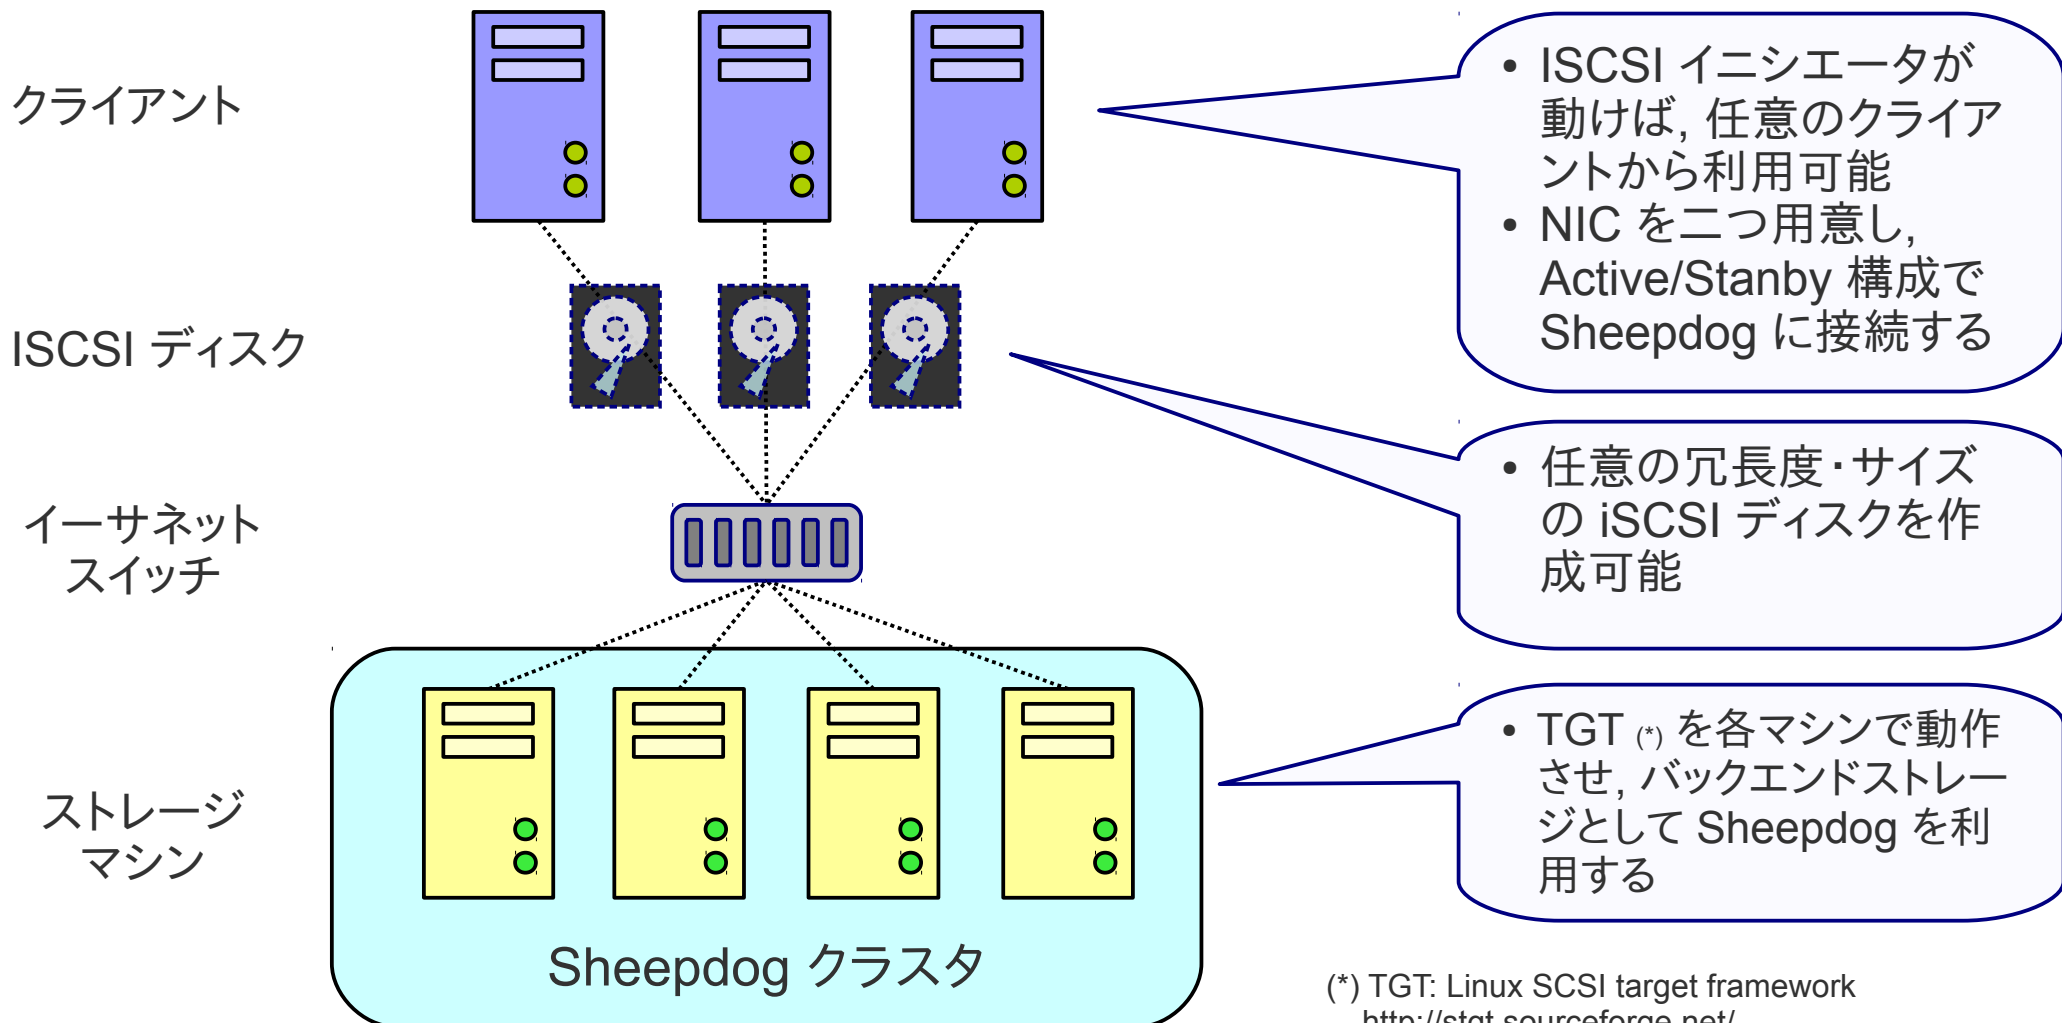 クライアント
ISCSI ディスク
イーサネット
スイッチ
ストレージ
マシン
Sheepdog クラスタ
• ISCSI イニシエータが
動けば, 任意のクライア
ントから利用可能
• NIC を二つ用意し,
Active/Stanby 構成で
Sheepdog に接続する
• 任意の冗長度・サイズ
の iSCSI ディスクを作
成可能
• TGT (*) を各マシンで動作
させ, バックエンドストレー
ジとして Sheepdog を利
用する
(*) TGT: Linux SCSI target framework
http://stgt.sourceforge.net/